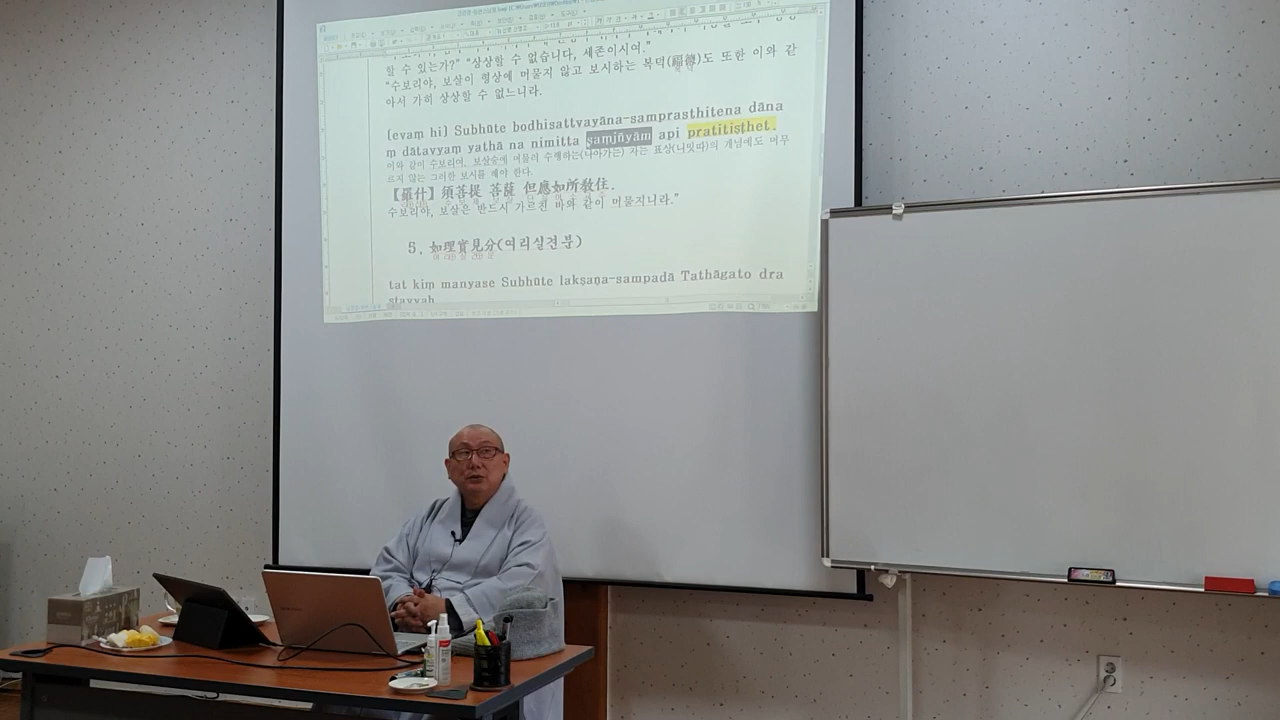 할 수 있는가?” “상상할 수 없습니다, 세존이시여.”
“수보리야, 보살이 형상에 머물지 않고 보시하는 복덕(福德)도 또한 이와 같
아서 가히 상상할 수 없느니라.
(evaṃ hi) Subhūte bodhisattvayāna-samprasthitena dāna
ṃ dātavyaṃ yathā na nimitta saṃjñyāṃ api pratitiṣṭhet.
이와 같이 수보리여, 보살승에 머물러 수행하는(나아가는) 자는 표상(니밋따)의 개념에도 머무
르지 않는 그러한 보시를 해야 한다.
【羅什】須菩提 菩薩 但應如所教住.
수보리야, 보살은 반드시 가르친 바와 같이 머물지니라.”
5. 如理實見分(여리실견분)
tat kiṃ manyase Subhūte lakṣaṇa-sampadā Tathāgato dra
ṣṭavyaḥ